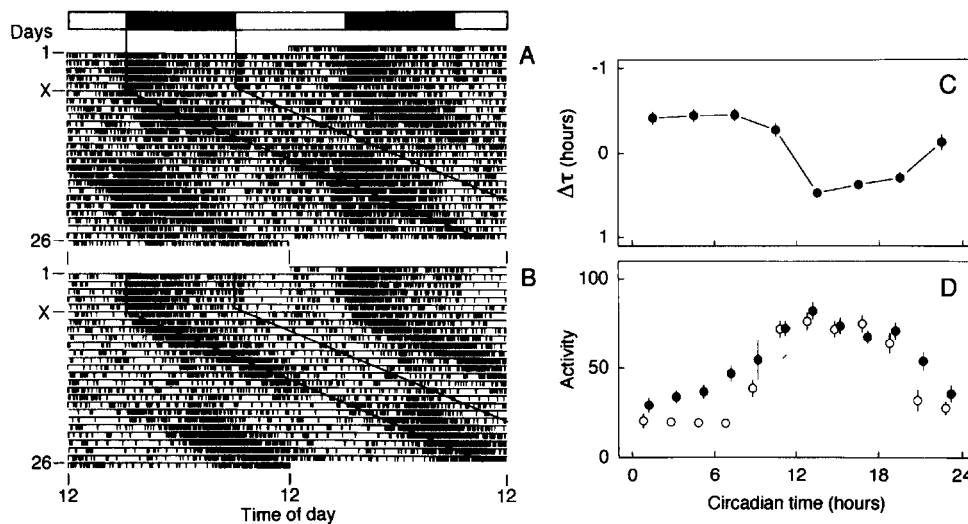 Days
1
X
26
A
1
X
26
B
12
12
12
Time of day
C
-1
0
1
Δτ (hours)
D
100
50
0
Activity
0
6
12
18
24
Circadian time (hours)